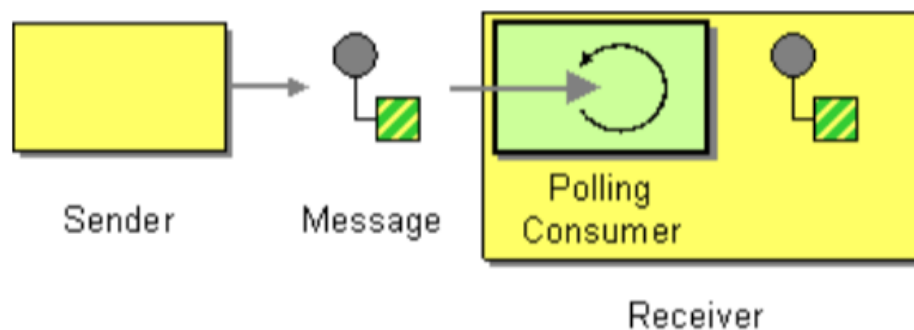 Sender
Message
Polling
Consumer
Receiver